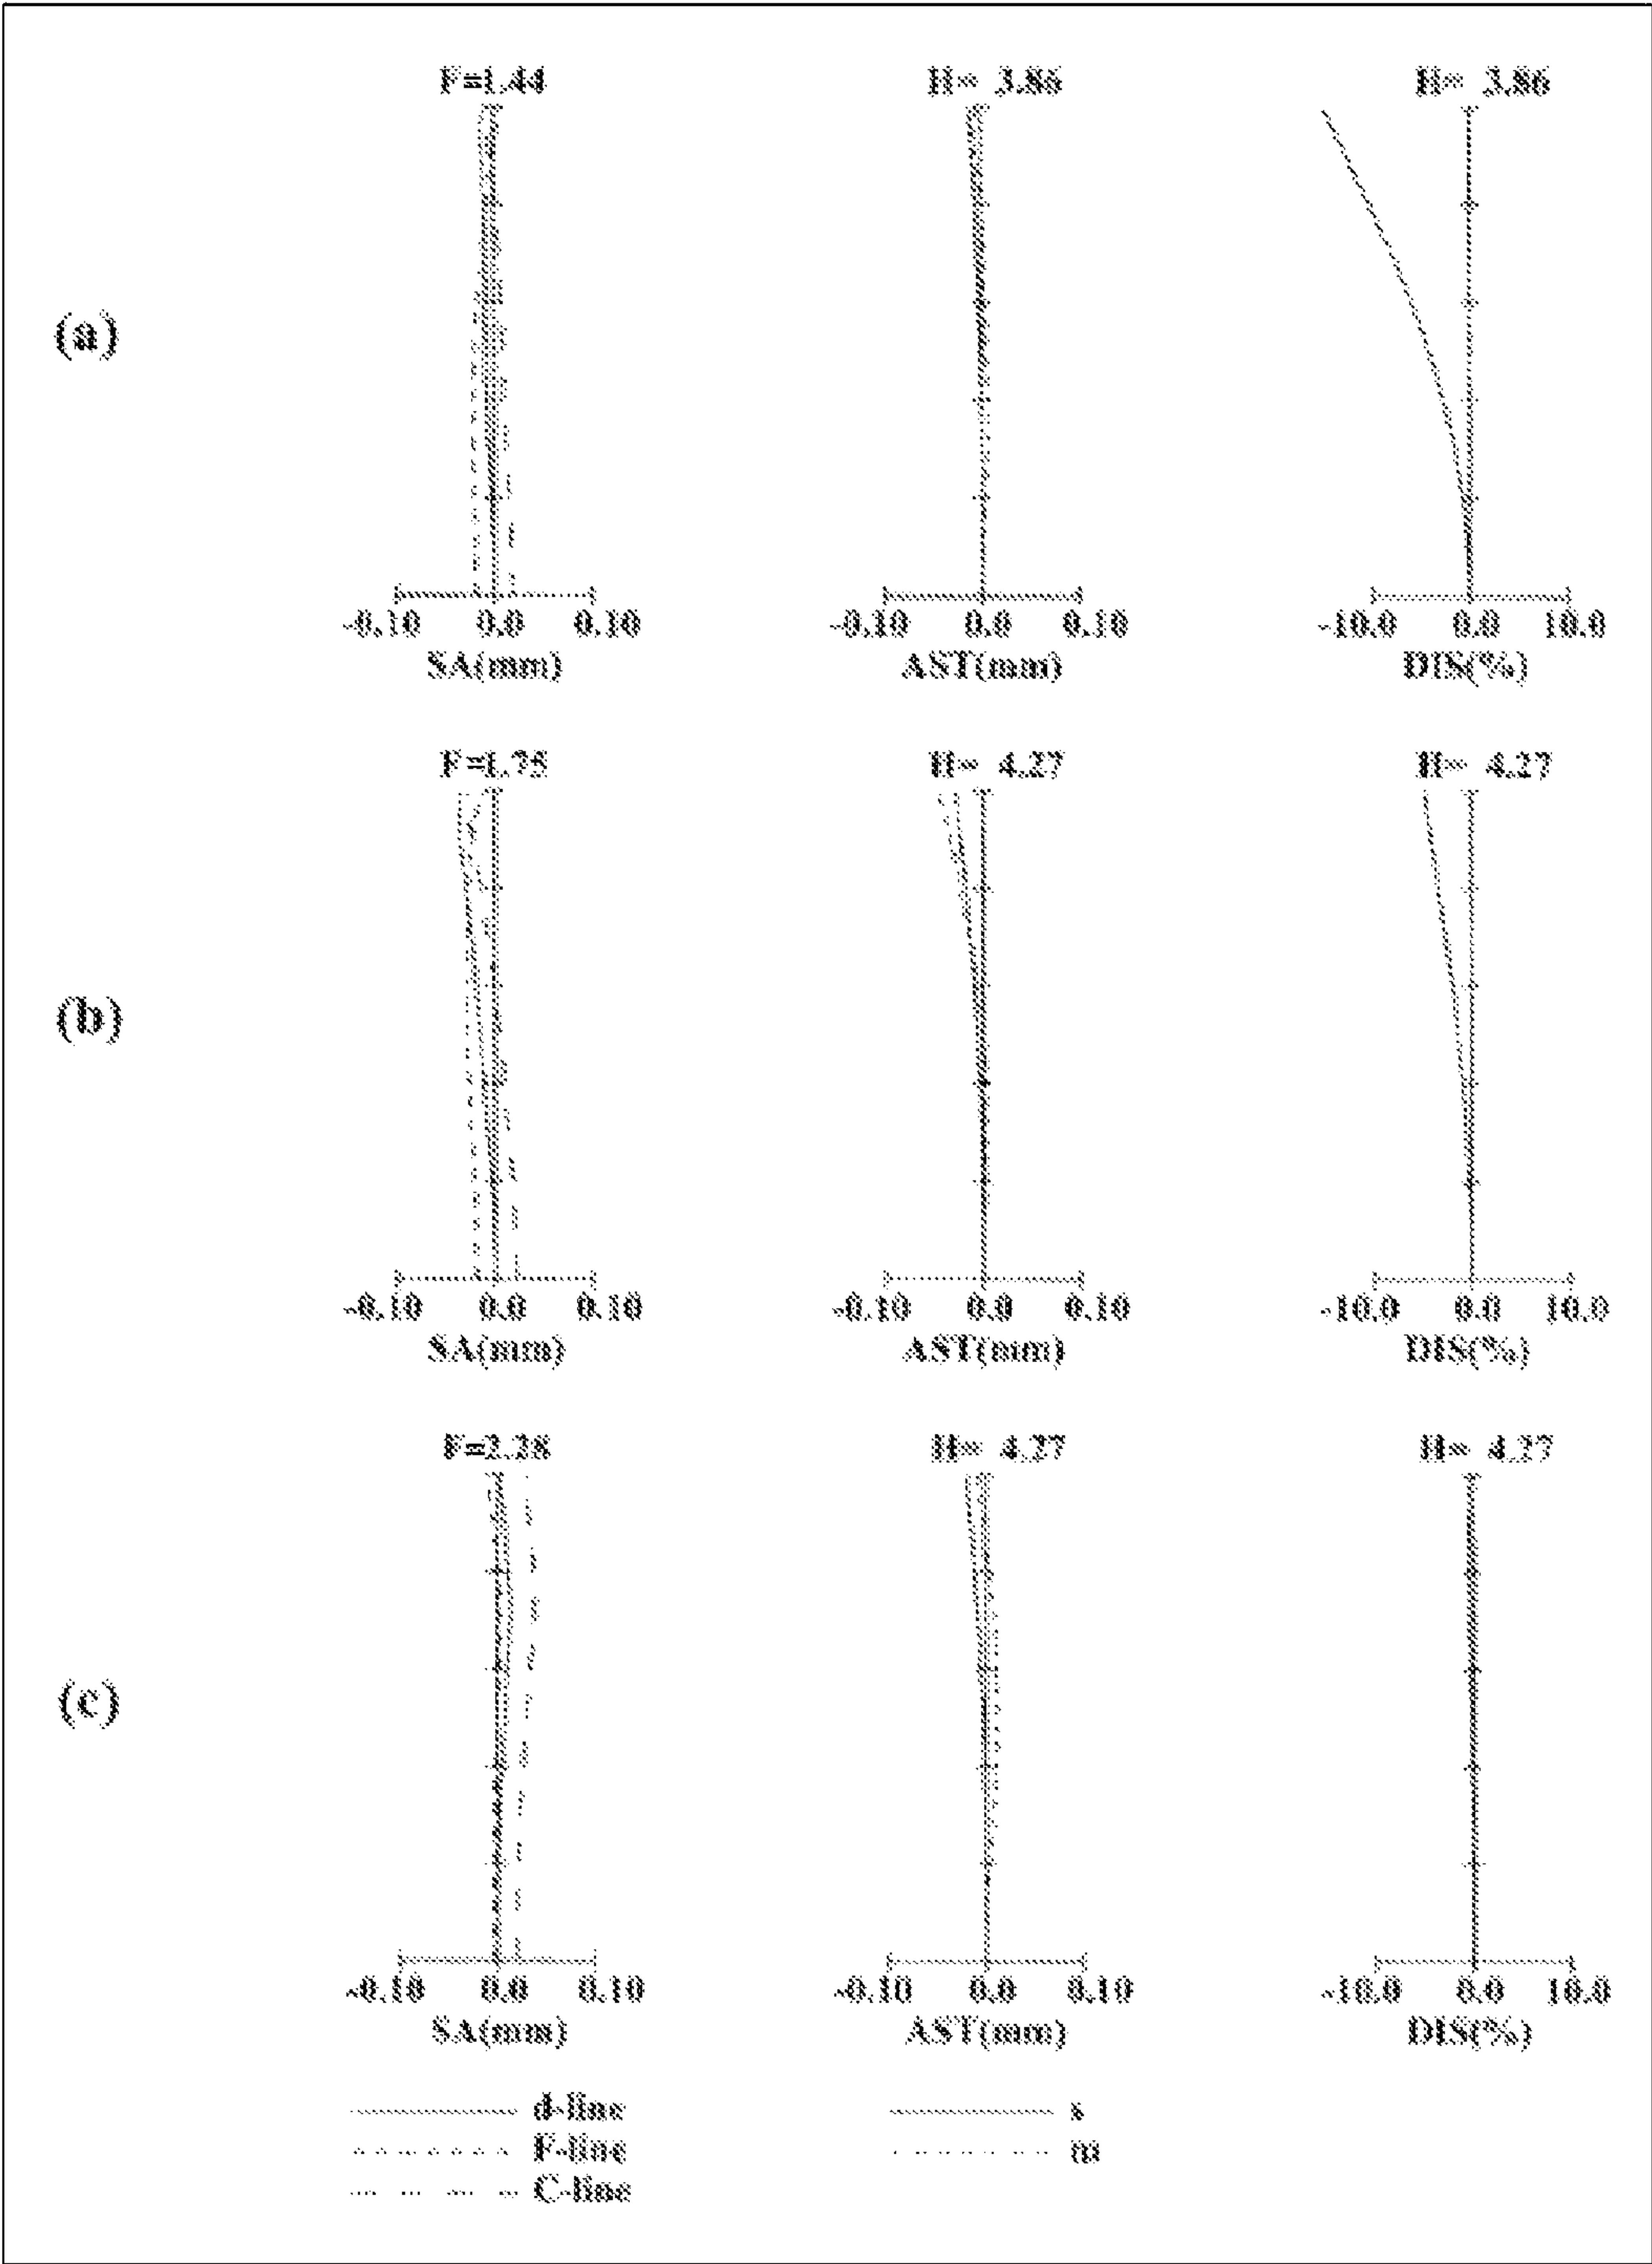 F=1.44 H= 3.86 H= 3.86
(a)
-0.10 0.0 0.10 -0.10 0.0 0.10 -10.0 0.0 10.0
SA(mm) AST(mm) DIS(%)
F=1.75 H= 4.27 H= 4.27
(b)
-0.10 0.0 0.10 -0.10 0.0 0.10 -10.0 0.0 10.0
SA(mm) AST(mm) DIS(%)
F=2.28 H= 4.27 H= 4.27
(c)
-0.10 0.0 0.10 -0.10 0.0 0.10 -10.0 0.0 10.0
SA(mm) AST(mm) DIS(%)
d-line s
F-line m
C-line